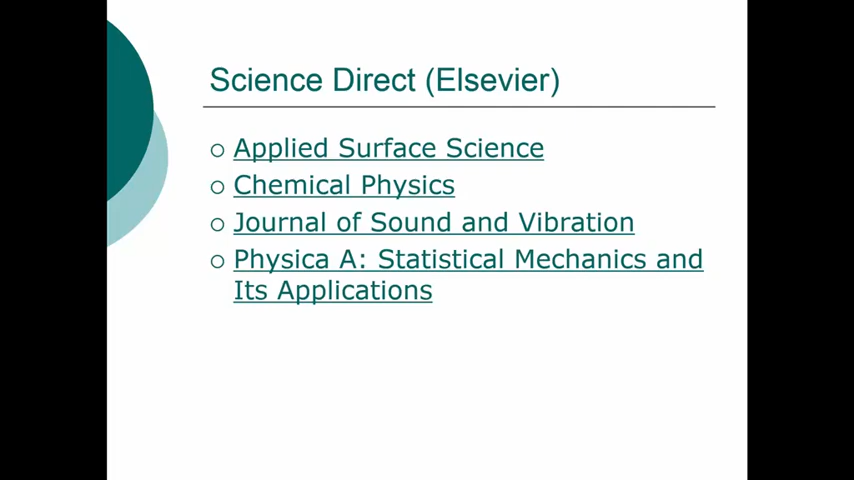 Science Direct (Elsevier)
Applied Surface Science
Chemical Physics
Journal of Sound and Vibration
Physica A: Statistical Mechanics and
Its Applications